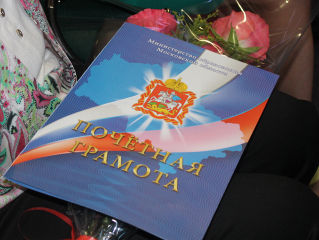 Министерство образования
Московской области
ПОЧЁТНАЯ
ГРАМОТА